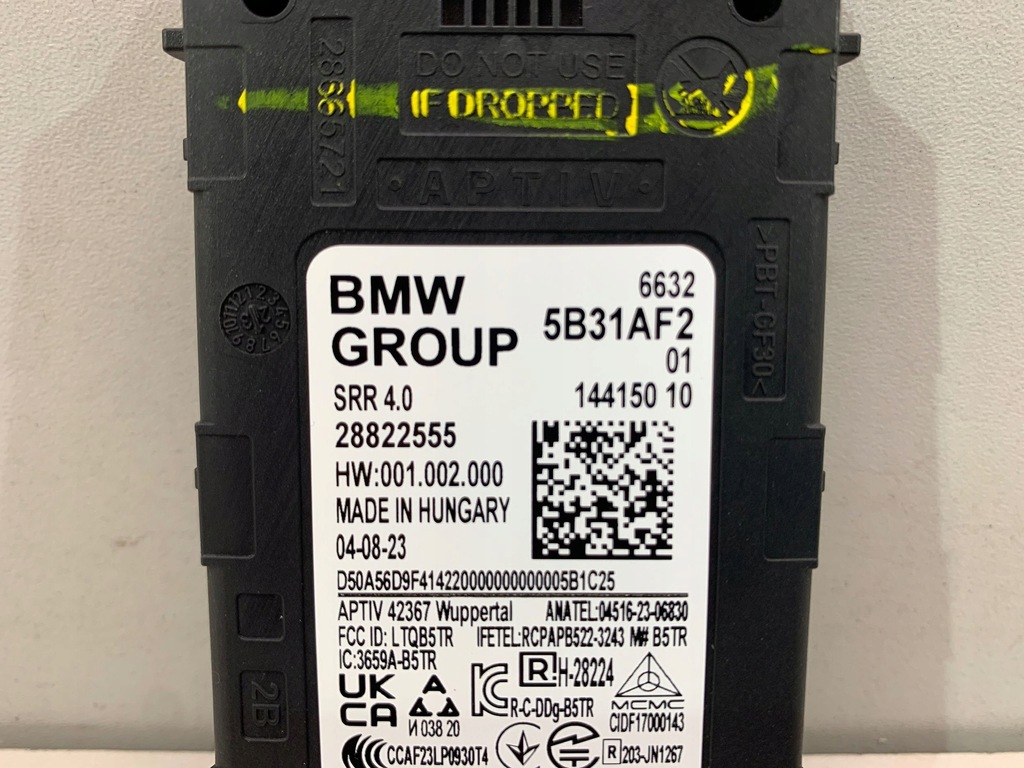 28665721
DO NOT USE
IF DROPPED
· APTIV ·
>PBT-GF30<
BMW
GROUP
6632
5B31AF2
01
144150 10
SRR 4.0
28822555
HW:001.002.000
MADE IN HUNGARY
04-08-23
D50A56D9F4142200000000000005B1C25
APTIV 42367 Wuppertal ANATEL:04516-23-06830
FCC ID: LTQB5TR IFETEL:RCPAPB522-3243 M# B5TR
IC:3659A-B5TR
UK
CA
И 038 20
R-C-DDg-B5TR
R H-28224
MCMC
CIDF17000143
CCAF23LP0930T4
R 203-JN1267
2B